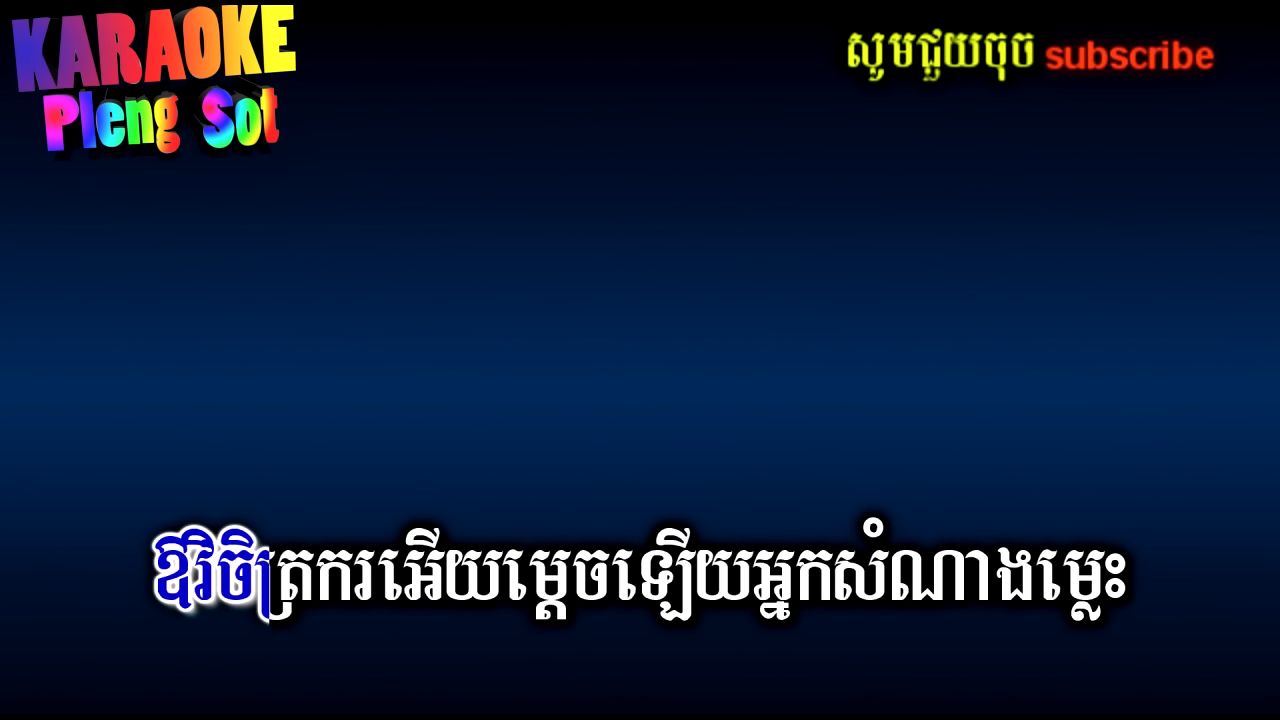 KARAOKE
Pleng Sot
សូមជួយចុច subscribe
ឱវិចិត្រករអើយម្ដេចឡើយអ្នកសំណាងម្លេះ